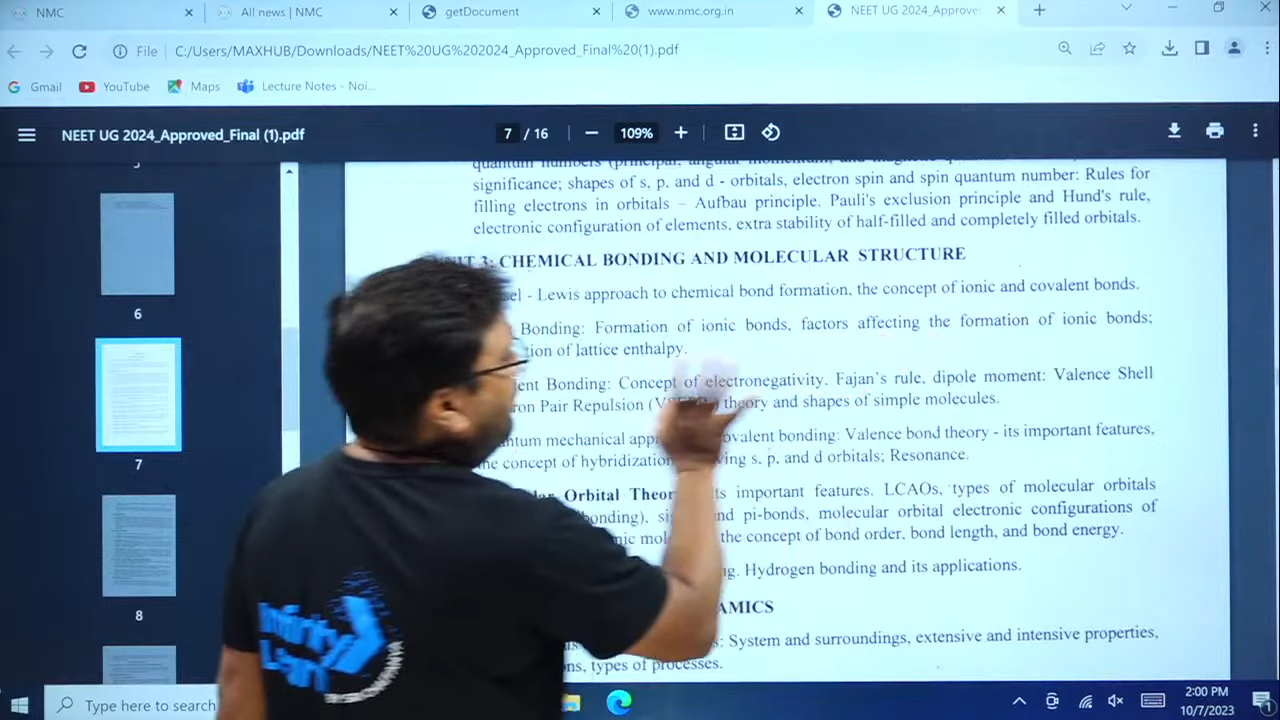 NMC
All news | NMC
getDocument
www.nmc.org.in
NEET UG 2024_Approve
File
C:/Users/MAXHUB/Downloads/NEET%20UG%202024_Approved_Final%20(1).pdf
Gmail
YouTube
Maps
Lecture Notes - Noi...
NEET UG 2024_Approved_Final (1).pdf
7 / 16
109%
quantum numbers (principal, angular momentum, and
significance; shapes of s, p. and d - orbitals, electron spin and spin quantum number: Rules for
filling electrons in orbitals – Aufbau principle. Pauli's exclusion principle and Hund's rule,
electronic configuration of elements, extra stability of half-filled and completely filled orbitals.
3: CHEMICAL BONDING AND MOLECULAR STRUCTURE
- Lewis approach to chemical bond formation, the concept of ionic and covalent bonds.
Bonding: Formation of ionic bonds, factors affecting the formation of ionic bonds;
of lattice enthalpy.
Bonding: Concept of electronegativity. Fajan's rule, dipole moment: Valence Shell
Pair Repulsion theory and shapes of simple molecules.
mechanical bonding: Valence bond theory - its important features,
concept of hybridization s. p. and d orbitals; Resonance.
Orbital important features. LCAOs, types of molecular orbitals
pi-bonds, molecular orbital electronic configurations of
the concept of bond order, bond length, and bond energy.
Hydrogen bonding and its applications.
System and surroundings, extensive and intensive properties,
types of processes.
6
7
8
Type here to search
2:00 PM
10/7/2023
1